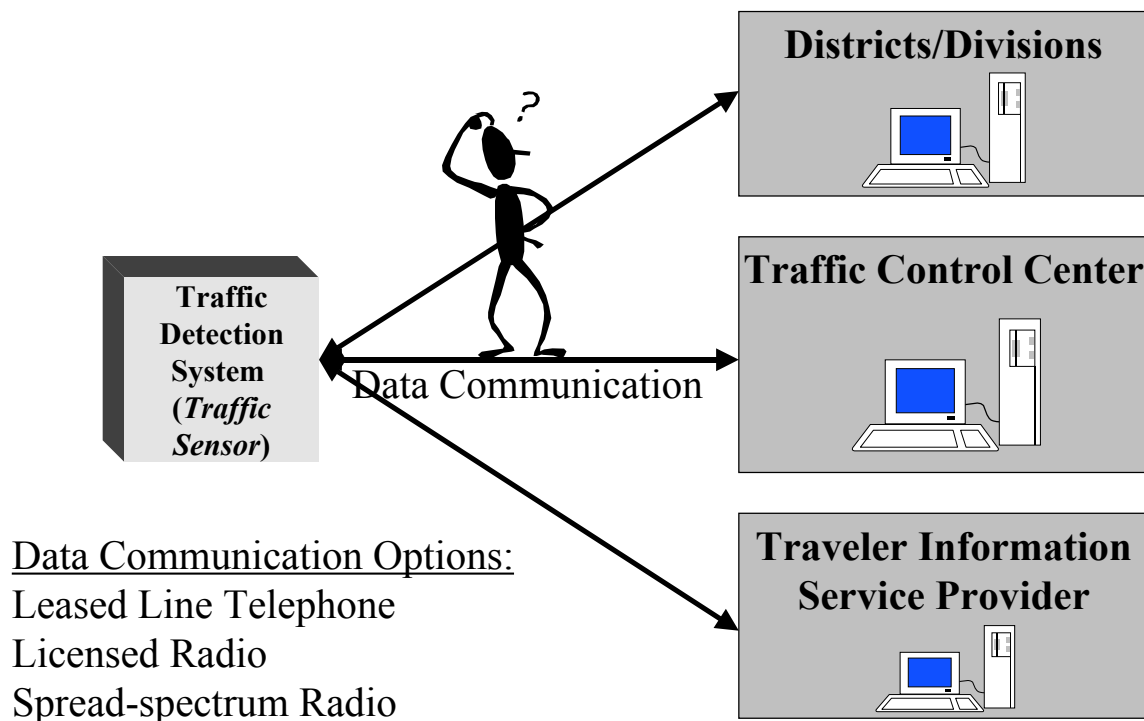 Districts/Divisions
?
Traffic Control Center
Traffic
Detection
System
(Traffic
Sensor)
Data Communication
Traveler Information
Service Provider
Data Communication Options:
Leased Line Telephone
Licensed Radio
Spread-spectrum Radio